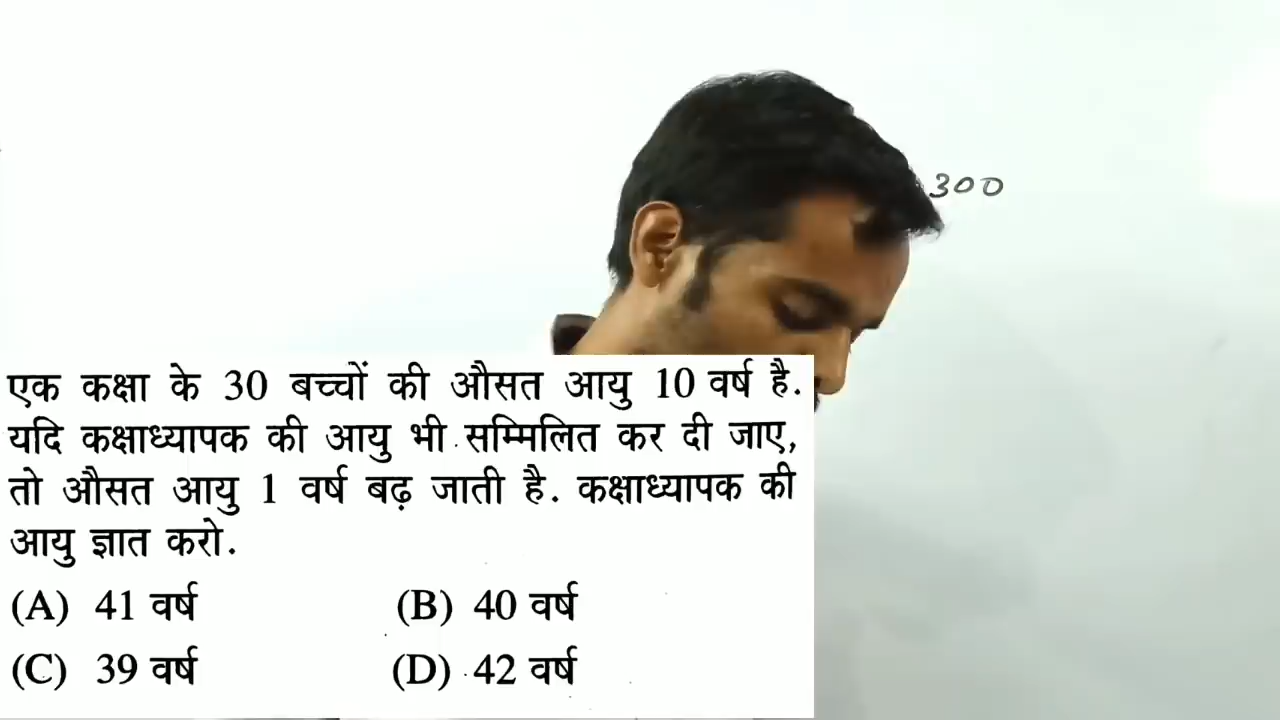 300
एक कक्षा के 30 बच्चों की औसत आयु 10 वर्ष है.
यदि कक्षाध्यापक की आयु भी सम्मिलित कर दी जाए,
तो औसत आयु 1 वर्ष बढ़ जाती है. कक्षाध्यापक की
आयु ज्ञात करो.
(A) 41 वर्ष (B) 40 वर्ष
(C) 39 वर्ष (D) 42 वर्ष